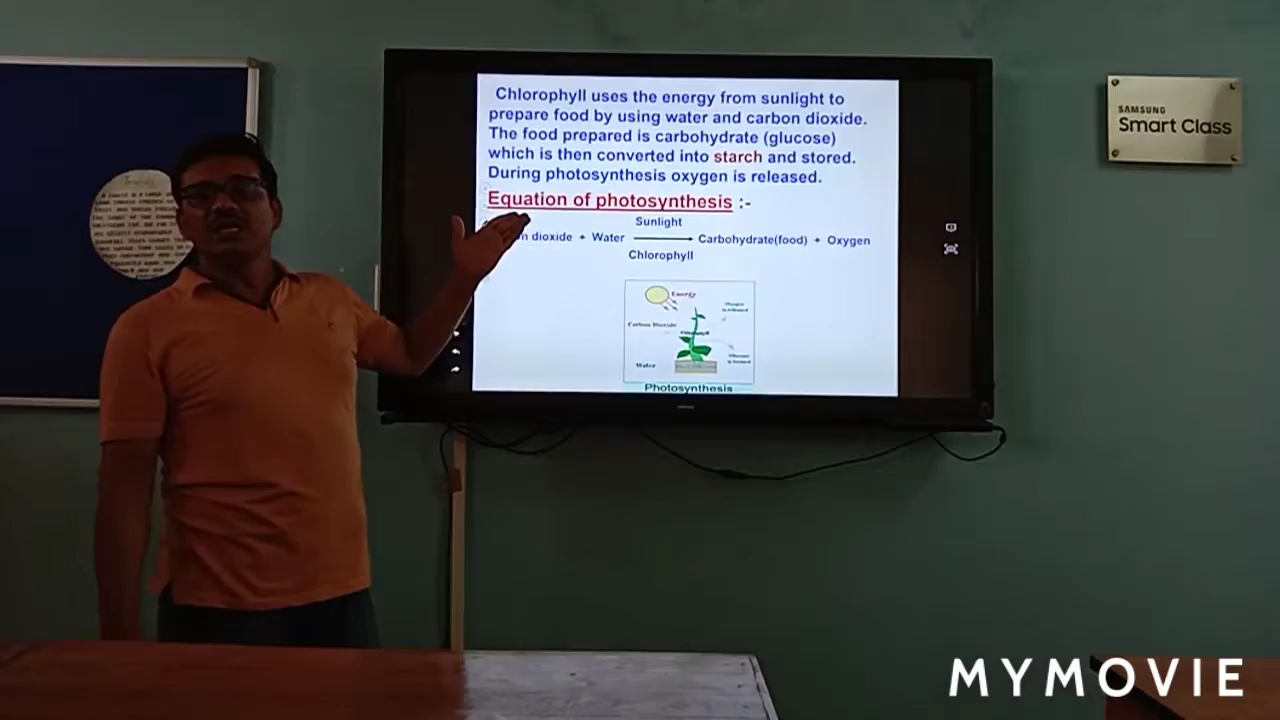 Chlorophyll uses the energy from sunlight to
prepare food by using water and carbon dioxide.
The food prepared is carbohydrate (glucose)
which is then converted into starch and stored.
During photosynthesis oxygen is released.
Equation of photosynthesis :-
Sunlight
dioxide + Water Carbohydrate(food) + Oxygen
Chlorophyll
Energy
Carbon Dioxide
Water
Photosynthesis
SAMSUNG
Smart Class
MYMOVIE